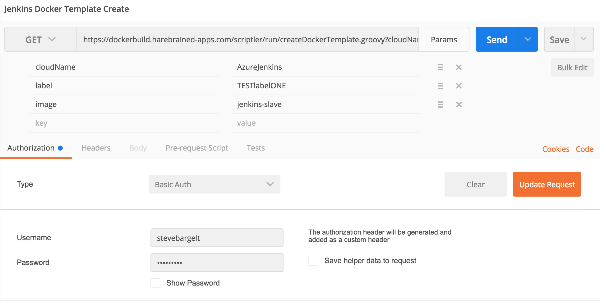 Jenkins Docker Template Create
GET https://dockerbuild.harebrained-apps.com/scriptler/run/createDockerTemplate.groovy?cloudNam Params Send Save
cloudName AzureJenkins Bulk Edit
label TESTlabelONE
image jenkins-slave
key value
Authorization Headers Body Pre-request Script Tests Cookies Code
Type Basic Auth Clear Update Request
Username stevebargelt The authorization header will be generated and
added as a custom header
Password ••••••••• Save helper data to request
Show Password